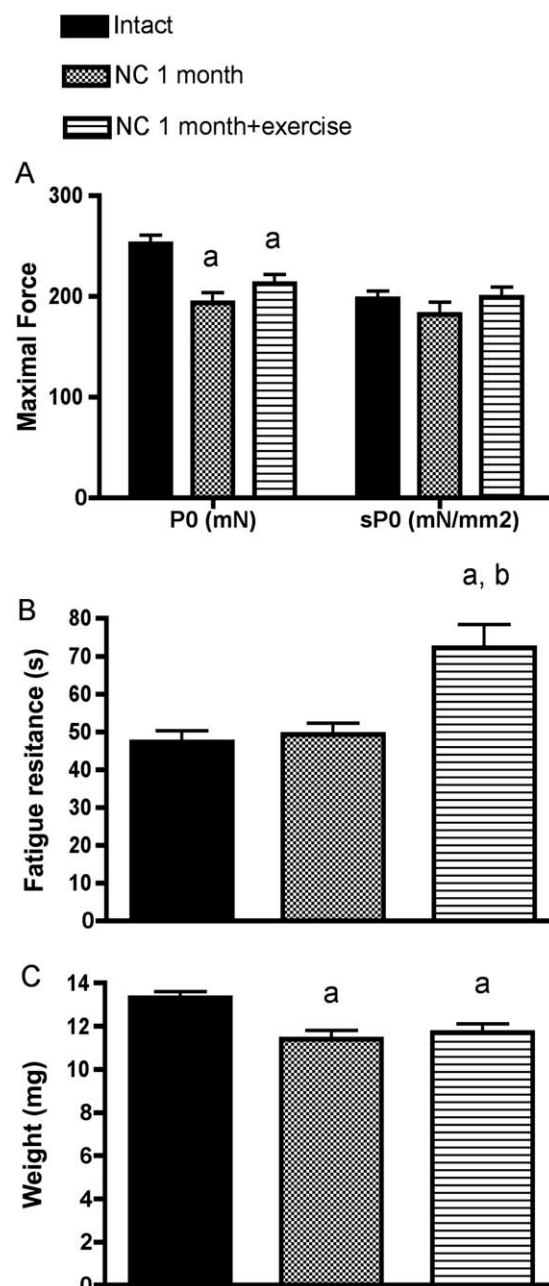 Intact
NC 1 month
NC 1 month+exercise
A
Maximal Force
300
200
100
0
a
a
P0 (mN)
sP0 (mN/mm2)
B
Fatigue resitance (s)
80
70
60
50
40
30
20
10
0
a, b
C
Weight (mg)
14
12
10
8
6
4
2
0
a
a